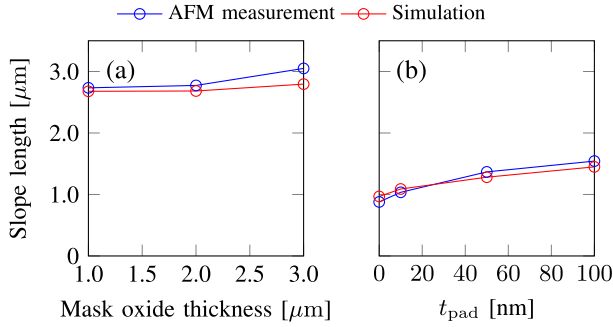 AFM measurement Simulation
(a) (b)
Slope length [μm]
3.0
2.0
1.0
0
1.0 1.5 2.0 2.5 3.0
0 20 40 60 80 100
Mask oxide thickness [μm]
t_pad [nm]